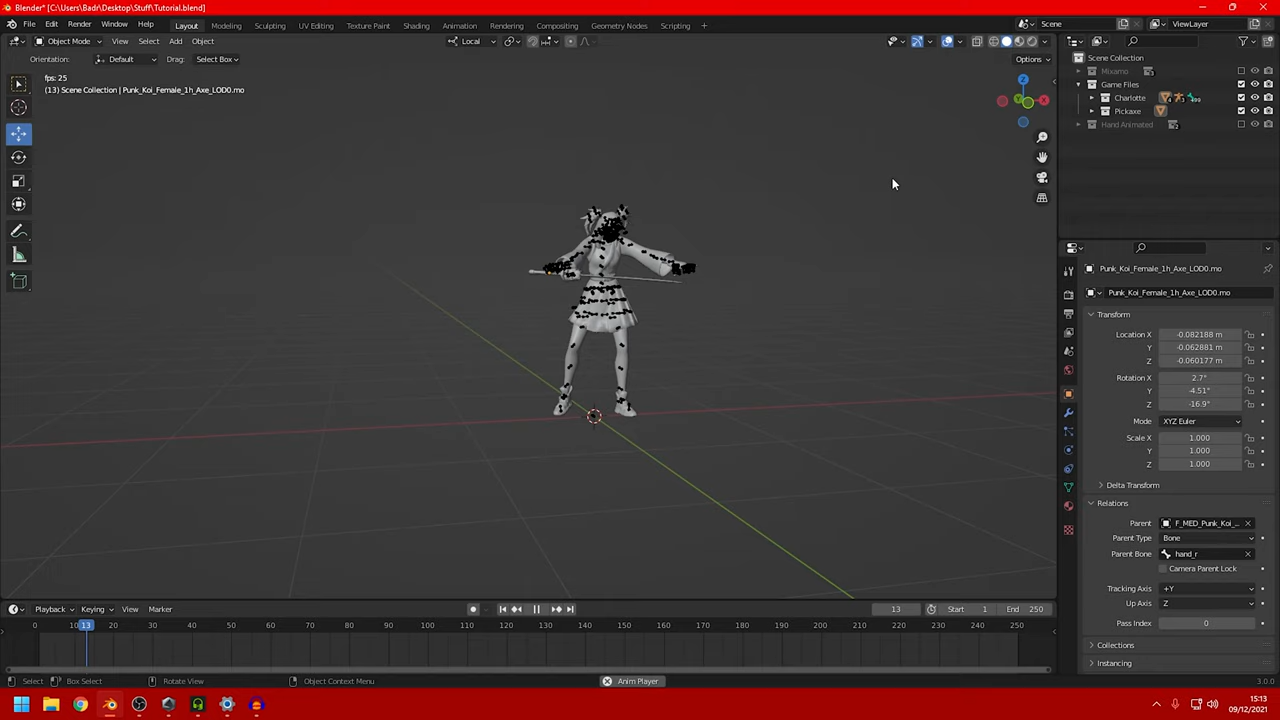 Blender* [C:\Users\Badr\Desktop\Stuff\Tutorial.blend]
File Edit Render Window Help Layout Modeling Sculpting UV Editing Texture Paint Shading Animation Rendering Compositing Geometry Nodes Scripting + Scene ViewLayer
Object Mode View Select Add Object Local
Orientation: Default Drag: Select Box Options
fps: 25
(13) Scene Collection | Punk_Koi_Female_1h_Axe_LOD0.mo
Z
X
Y
Scene Collection
Mixamo
Game Files
Charlotte
Pickaxe
Hand Animated
Punk_Koi_Female_1h_Axe_LOD0.mo
Punk_Koi_Female_1h_Axe_LOD0.mo
Transform
Location X -0.082188 m
Y -0.062881 m
Z -0.060177 m
Rotation X 2.7°
Y -4.51°
Z -16.9°
Mode XYZ Euler
Scale X 1.000
Y 1.000
Z 1.000
Delta Transform
Relations
Parent F_MED_Punk_Koi_...
Parent Type Bone
Parent Bone hand_r
Camera Parent Lock
Tracking Axis +Y
Up Axis Z
Pass Index 0
Collections
Instancing
Playback Keying View Marker 13 Start 1 End 250
0 10 13 20 30 40 50 60 70 80 90 100 110 120 130 140 150 160 170 180 190 200 210 220 230 240 250
Select Box Select Rotate View Object Context Menu Anim Player 3.0.0
15:13
09/12/2021